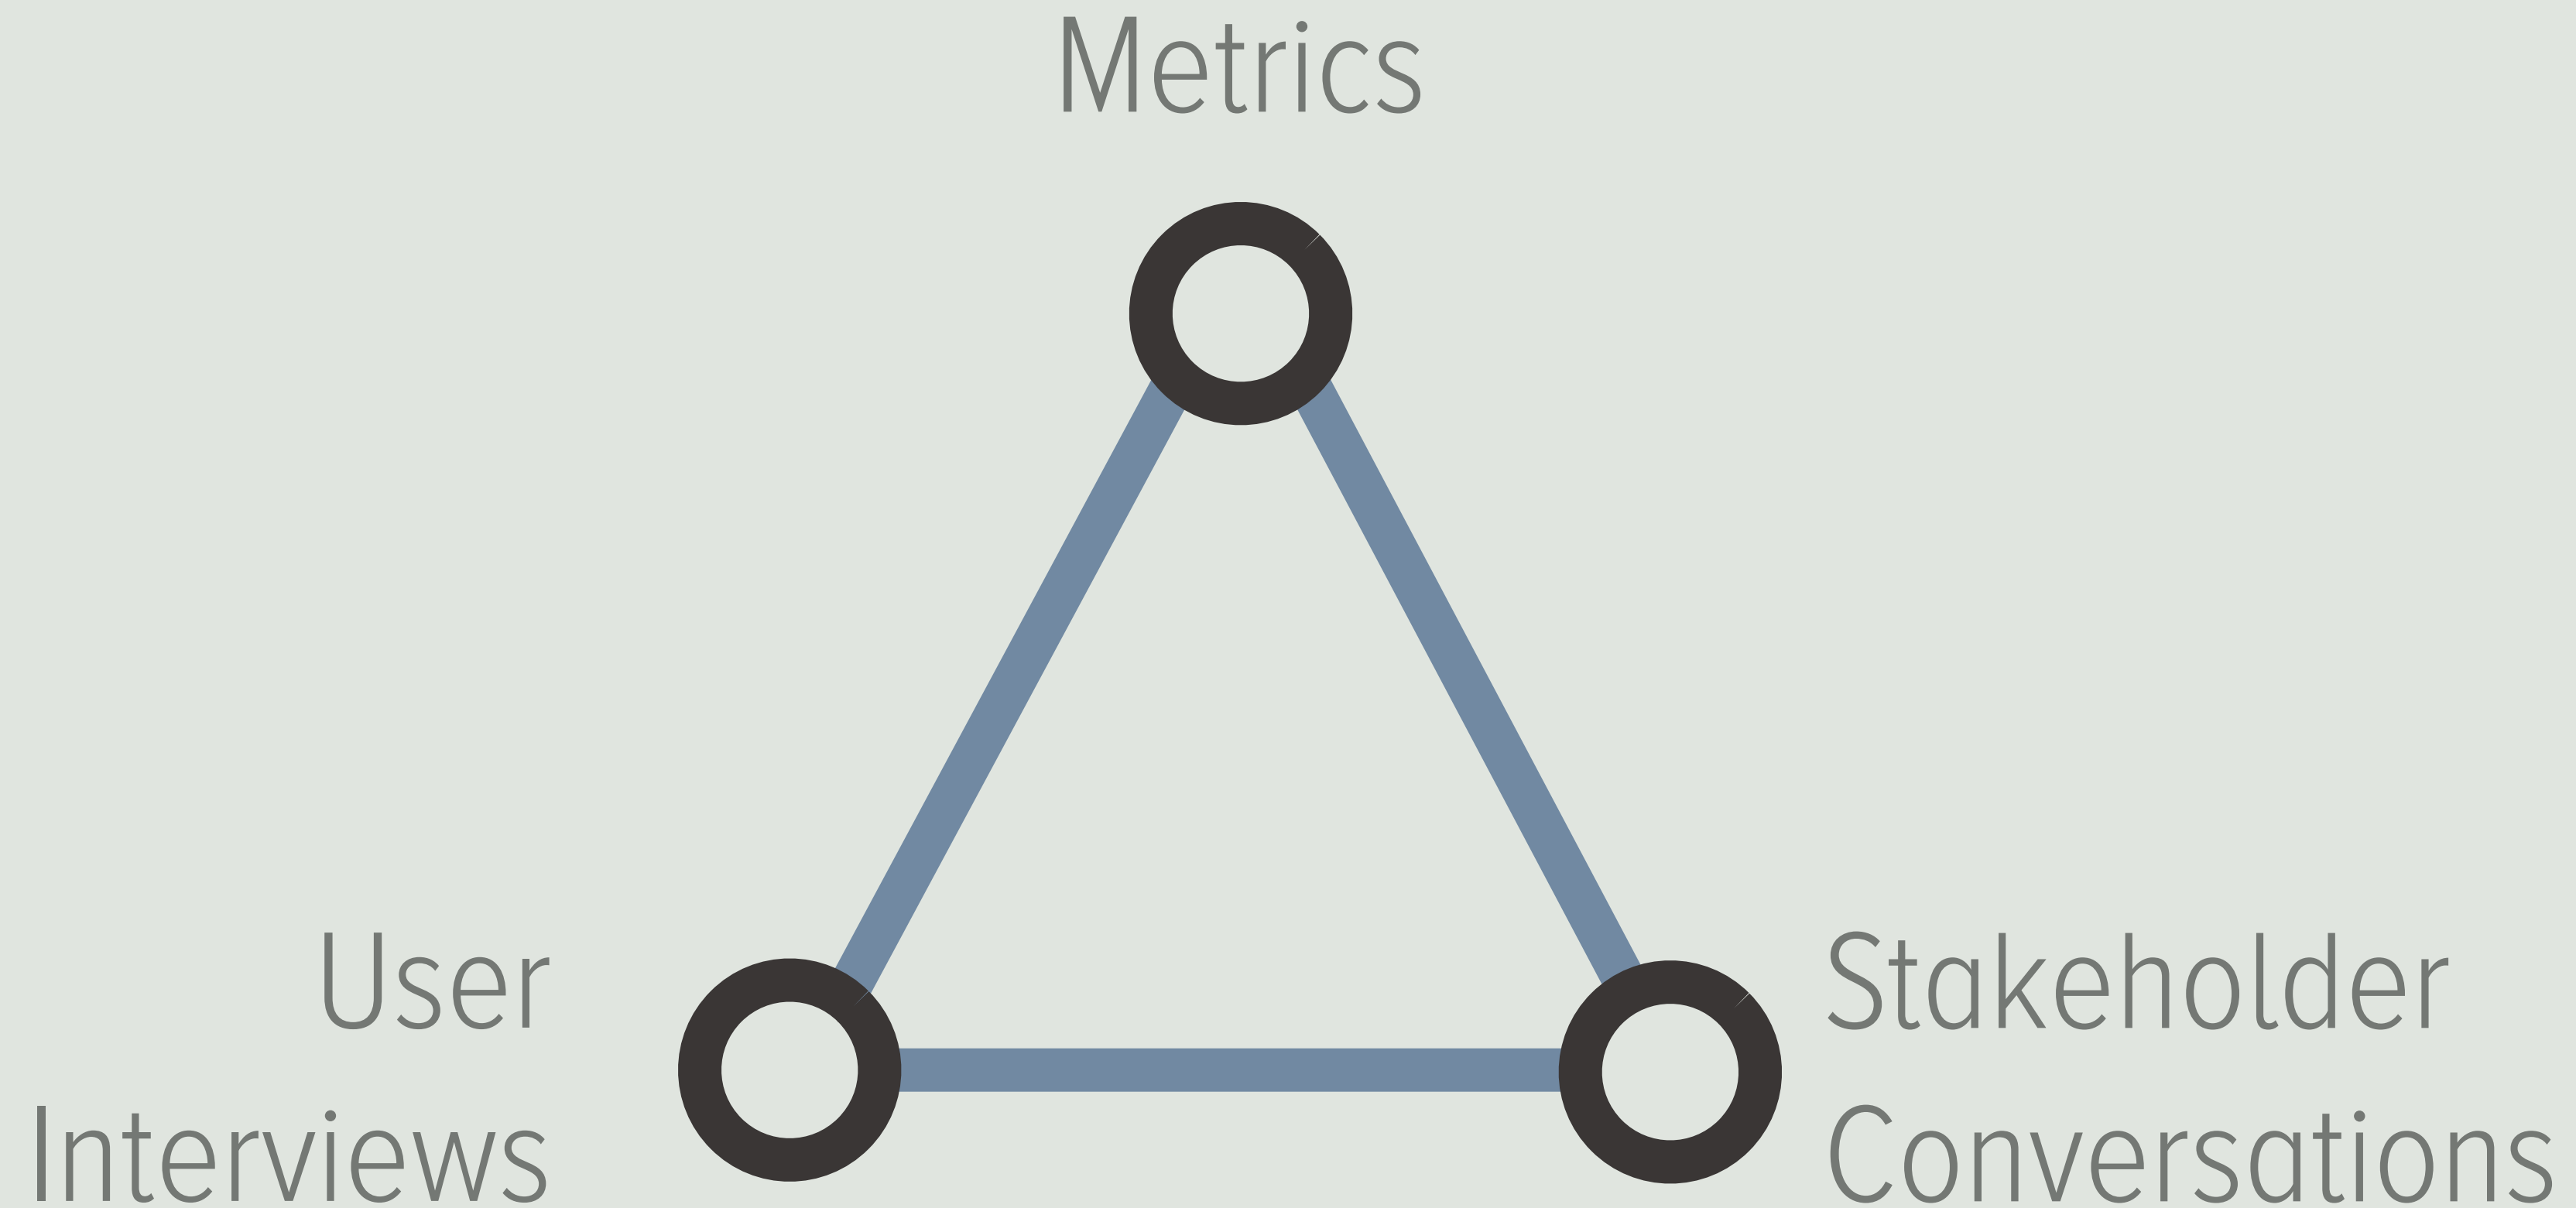 Metrics
User
Interviews
Stakeholder
Conversations